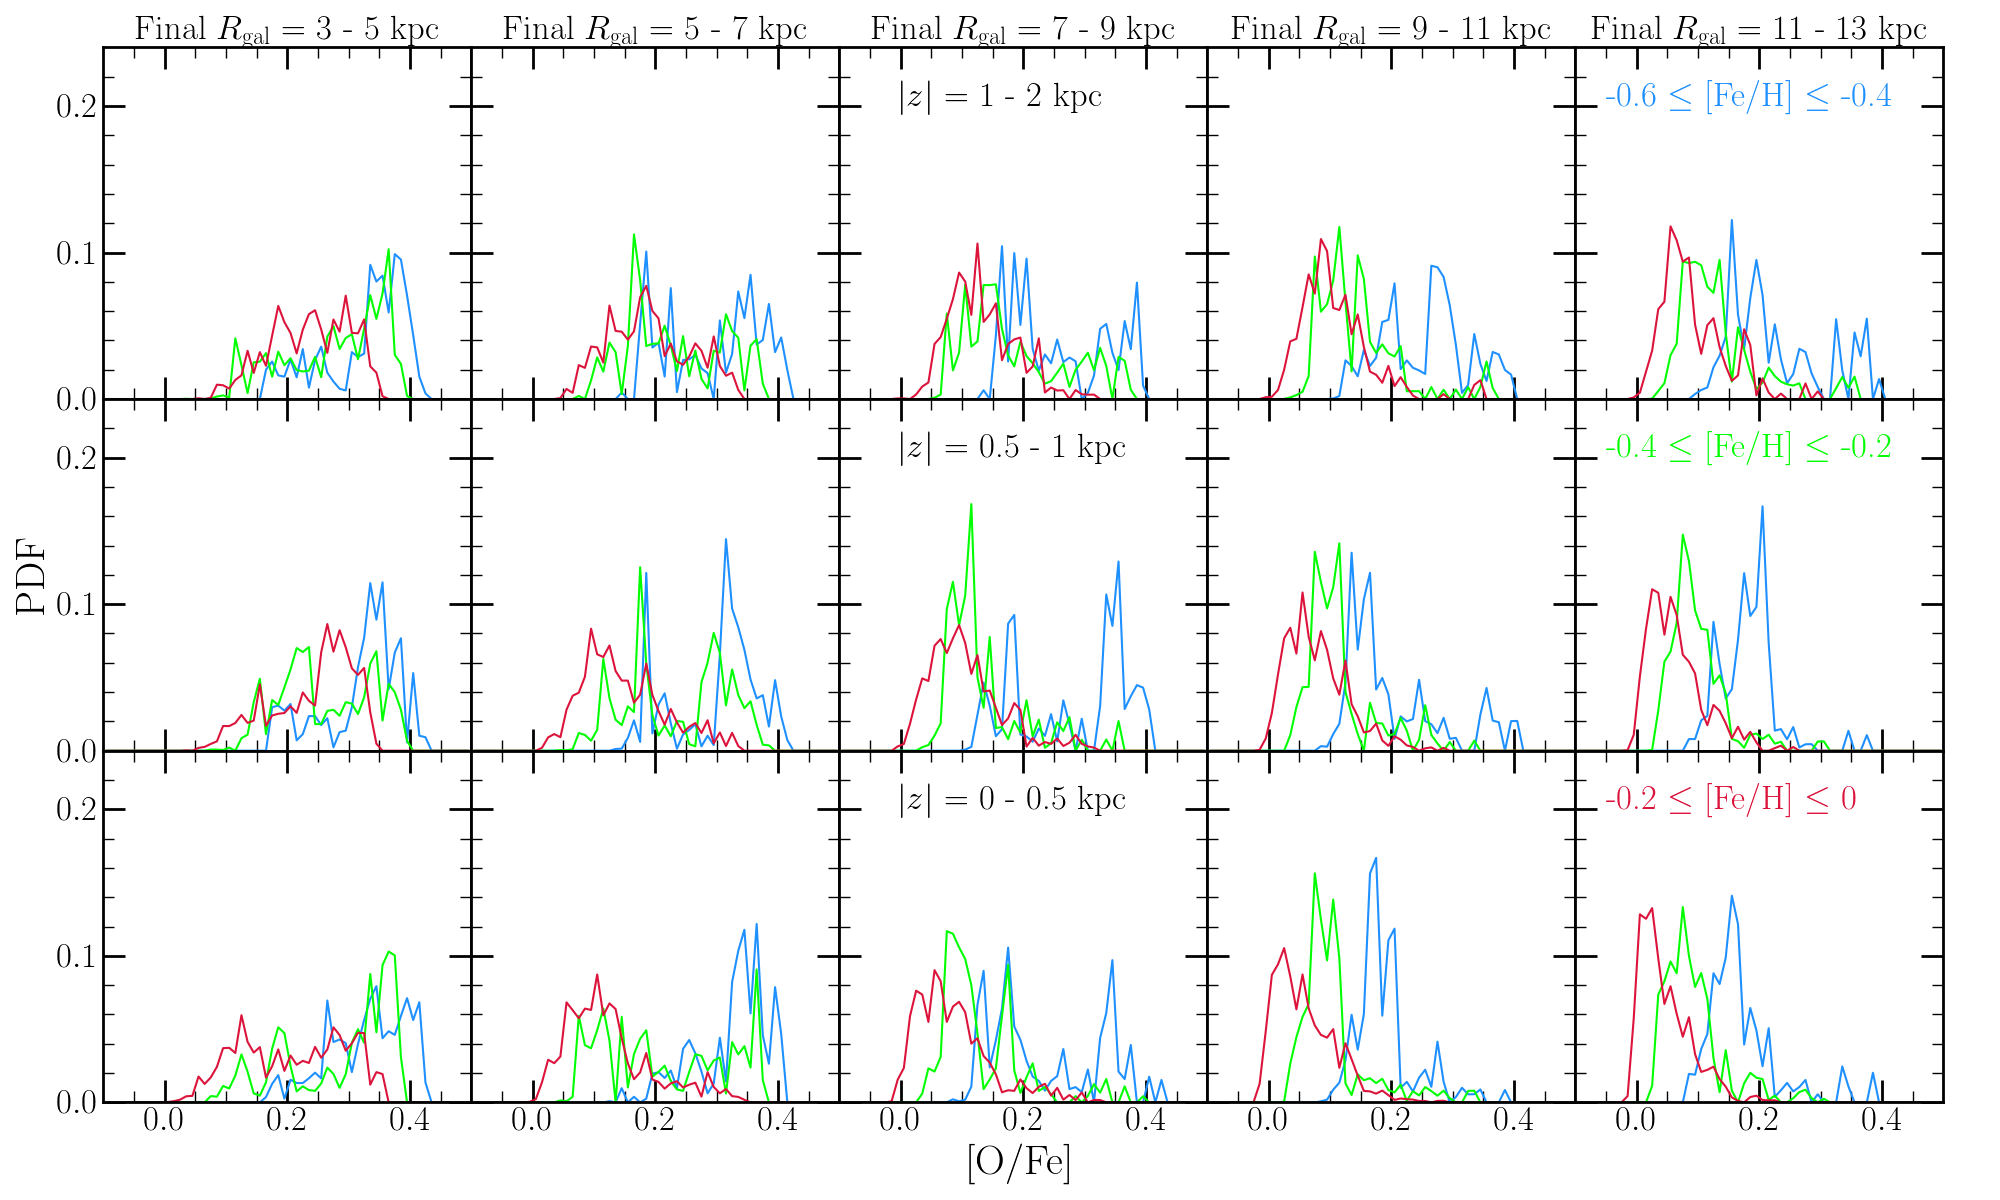 Final R_gal = 3 - 5 kpc
Final R_gal = 5 - 7 kpc
Final R_gal = 7 - 9 kpc
Final R_gal = 9 - 11 kpc
Final R_gal = 11 - 13 kpc
|z| = 1 - 2 kpc
-0.6 ≤ [Fe/H] ≤ -0.4
0.2
0.1
0.0
|z| = 0.5 - 1 kpc
-0.4 ≤ [Fe/H] ≤ -0.2
0.2
0.1
0.0
PDF
|z| = 0 - 0.5 kpc
-0.2 ≤ [Fe/H] ≤ 0
0.2
0.1
0.0
0.0 0.2 0.4 0.0 0.2 0.4 0.0 0.2 0.4 0.0 0.2 0.4 0.0 0.2 0.4
[O/Fe]